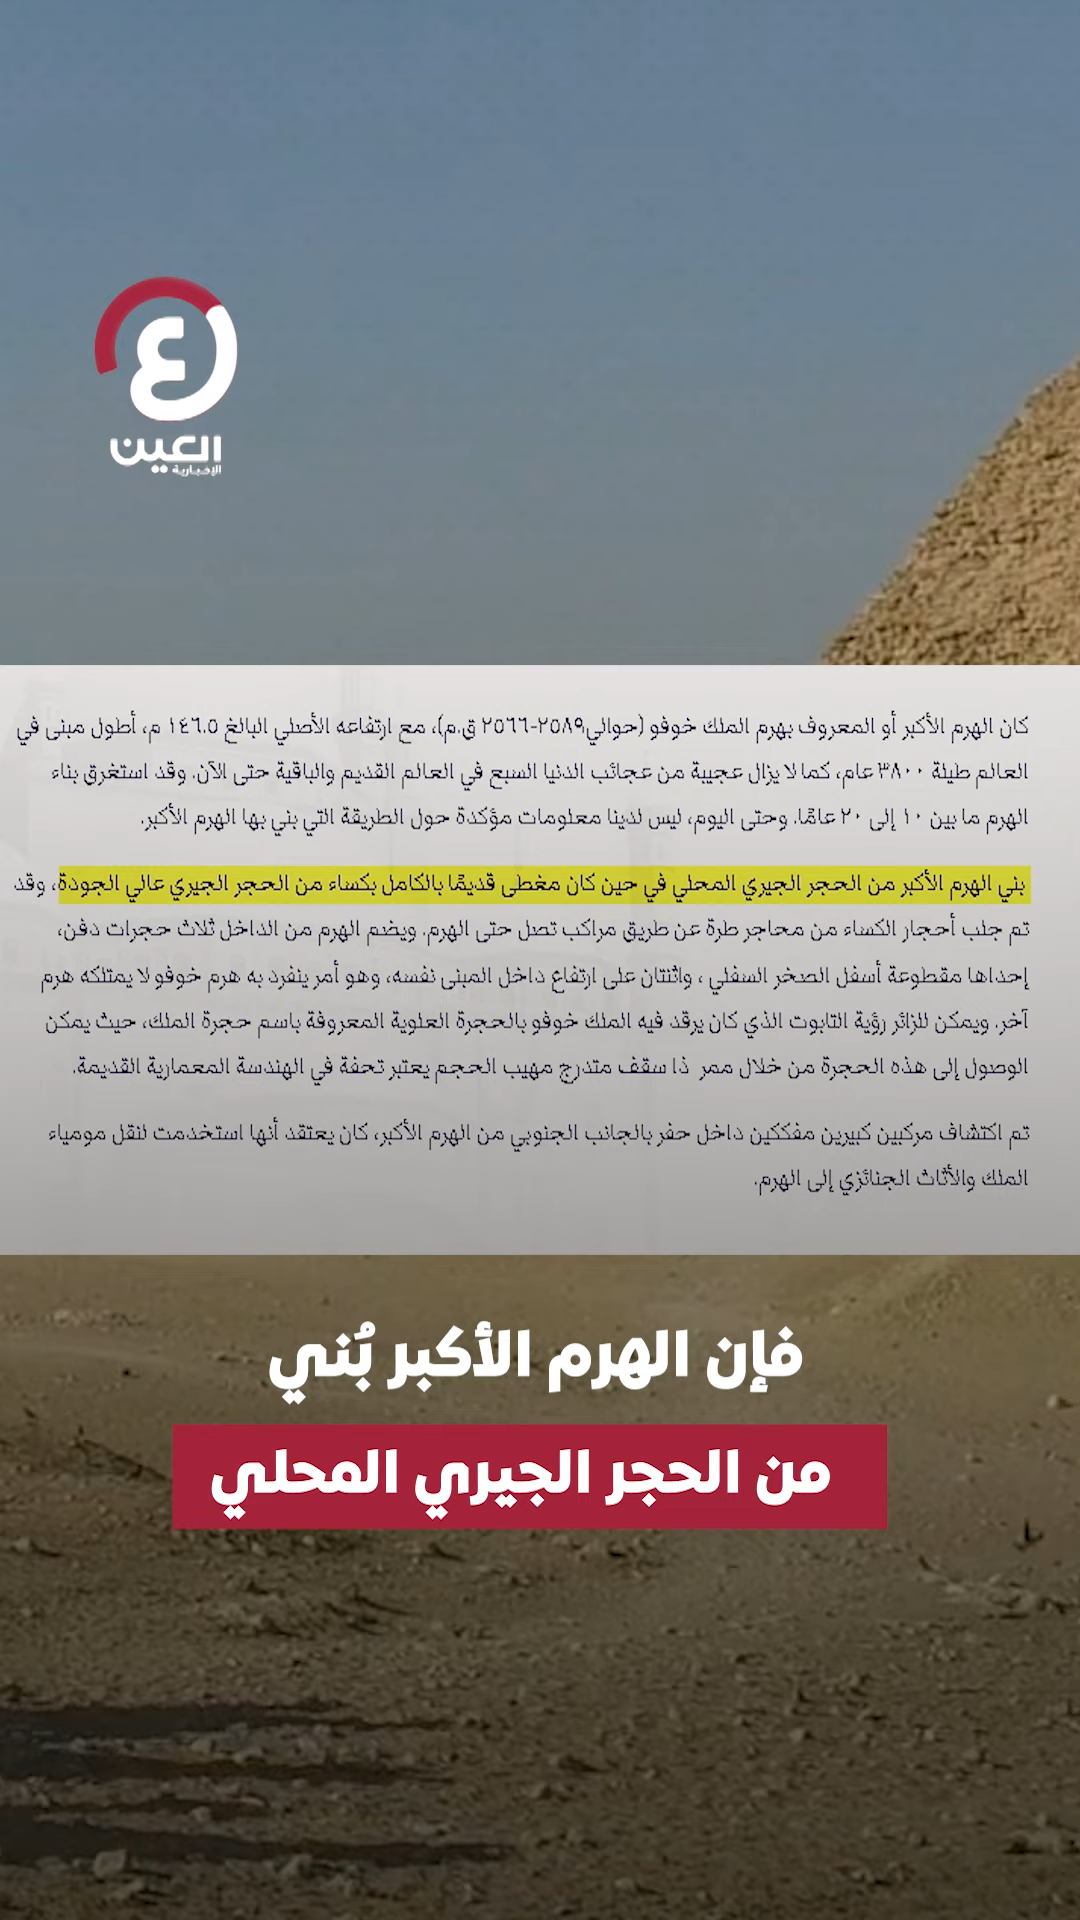 ع
العين
الإخبارية
كان الهرم الأكبر أو المعروف بهرم الملك خوفو (حوالي٢٥٨٩-٢٥٦٦ ق.م)، مع ارتفاعه الأصلي البالغ ١٤٦.٥ م، أطول مبنى في
العالم طيلة ٣٨٠٠ عام، كما لا يزال عجيبة من عجائب الدنيا السبع في العالم القديم والباقية حتى الآن. وقد استغرق بناء
الهرم ما بين ١٠ إلى ٢٠ عامًا. وحتى اليوم، ليس لدينا معلومات مؤكدة حول الطريقة التي بني بها الهرم الأكبر.
بني الهرم الأكبر من الحجر الجيري المحلي في حين كان مغطى قديمًا بالكامل بكساء من الحجر الجيري عالي الجودة، وقد
تم جلب أحجار الكساء من محاجر طرة عن طريق مراكب تصل حتى الهرم. ويضم الهرم من الداخل ثلاث حجرات دفن،
إحداها مقطوعة أسفل الصخر السفلي ، واثنتان على ارتفاع داخل المبنى نفسه، وهو أمر ينفرد به هرم خوفو لا يمتلكه هرم
آخر. ويمكن للزائر رؤية التابوت الذي كان يرقد فيه الملك خوفو بالحجرة العلوية المعروفة باسم حجرة الملك، حيث يمكن
الوصول إلى هذه الحجرة من خلال ممر ذا سقف متدرج مهيب الحجم يعتبر تحفة في الهندسة المعمارية القديمة.
تم اكتشاف مركبين كبيرين مفككين داخل حفر بالجانب الجنوبي من الهرم الأكبر، كان يعتقد أنها استخدمت لنقل مومياء
الملك والأثاث الجنائزي إلى الهرم.
فإن الهرم الأكبر بُني
من الحجر الجيري المحلي